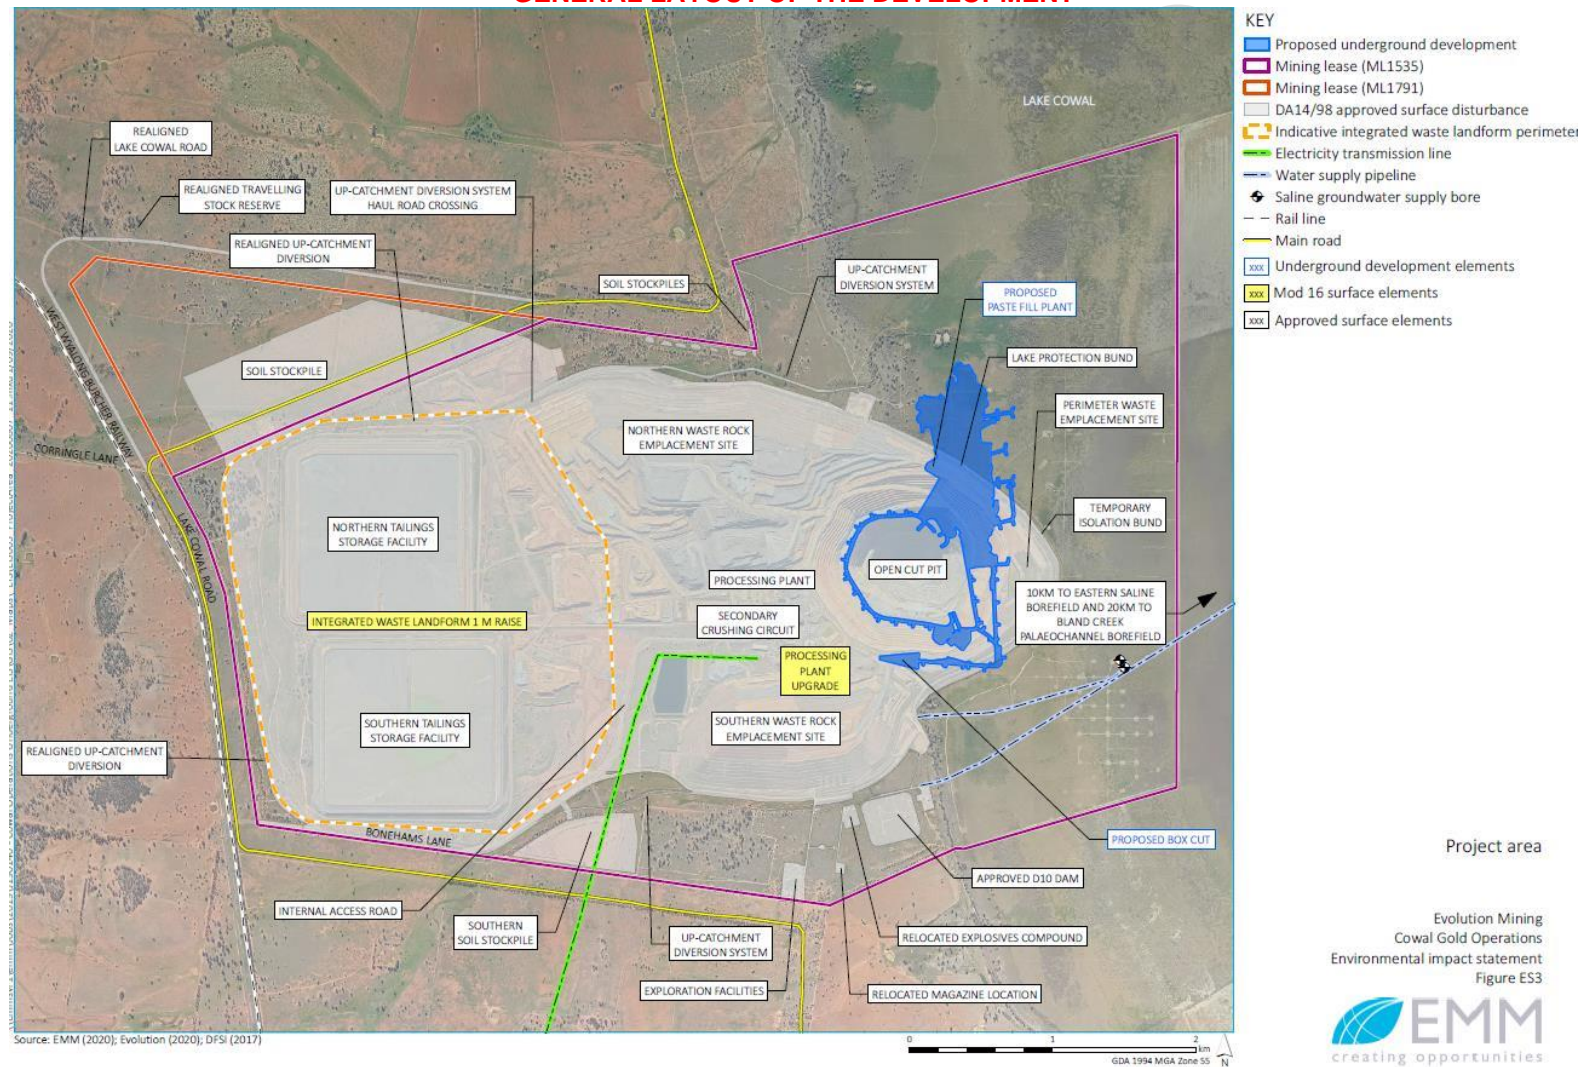 GENERAL LAYOUT OF THE DEVELOPMENT
KEY
Proposed underground development
Mining lease (ML1535)
Mining lease (ML1791)
DA14/98 approved surface disturbance
Indicative integrated waste landform perimeter
Electricity transmission line
Water supply pipeline
Saline groundwater supply bore
Rail line
Main road
xxx Underground development elements
xxx Mod 16 surface elements
xxx Approved surface elements
LAKE COWAL
REALIGNED
LAKE COWAL ROAD
REALIGNED TRAVELLING
STOCK RESERVE
UP-CATCHMENT DIVERSION SYSTEM
HAUL ROAD CROSSING
REALIGNED UP-CATCHMENT
DIVERSION
SOIL STOCKPILES
UP-CATCHMENT
DIVERSION SYSTEM
PROPOSED
PASTE FILL PLANT
LAKE PROTECTION BUND
SOIL STOCKPILE
WEST WYALONG BURCHER RAILWAY
PERIMETER WASTE
EMPLACEMENT SITE
NORTHERN WASTE ROCK
EMPLACEMENT SITE
CORRINGLE LANE
LAKE COWAL ROAD
NORTHERN TAILINGS
STORAGE FACILITY
TEMPORARY
ISOLATION BUND
OPEN CUT PIT
PROCESSING PLANT
10KM TO EASTERN SALINE
BOREFIELD AND 20KM TO
BLAND CREEK
PALAEOCHANNEL BOREFIELD
INTEGRATED WASTE LANDFORM 1 M RAISE
SECONDARY
CRUSHING CIRCUIT
PROCESSING
PLANT
UPGRADE
SOUTHERN TAILINGS
STORAGE FACILITY
SOUTHERN WASTE ROCK
EMPLACEMENT SITE
REALIGNED UP-CATCHMENT
DIVERSION
BONEHAMS LANE
PROPOSED BOX CUT
APPROVED D10 DAM
INTERNAL ACCESS ROAD
SOUTHERN
SOIL STOCKPILE
UP-CATCHMENT
DIVERSION SYSTEM
RELOCATED EXPLOSIVES COMPOUND
EXPLORATION FACILITIES
RELOCATED MAGAZINE LOCATION
Source: EMM (2020); Evolution (2020); DFSI (2017)
0 1 2
km
GDA 1994 MGA Zone 55 N
Project area
Evolution Mining
Cowal Gold Operations
Environmental impact statement
Figure ES3
EMM
creating opportunities